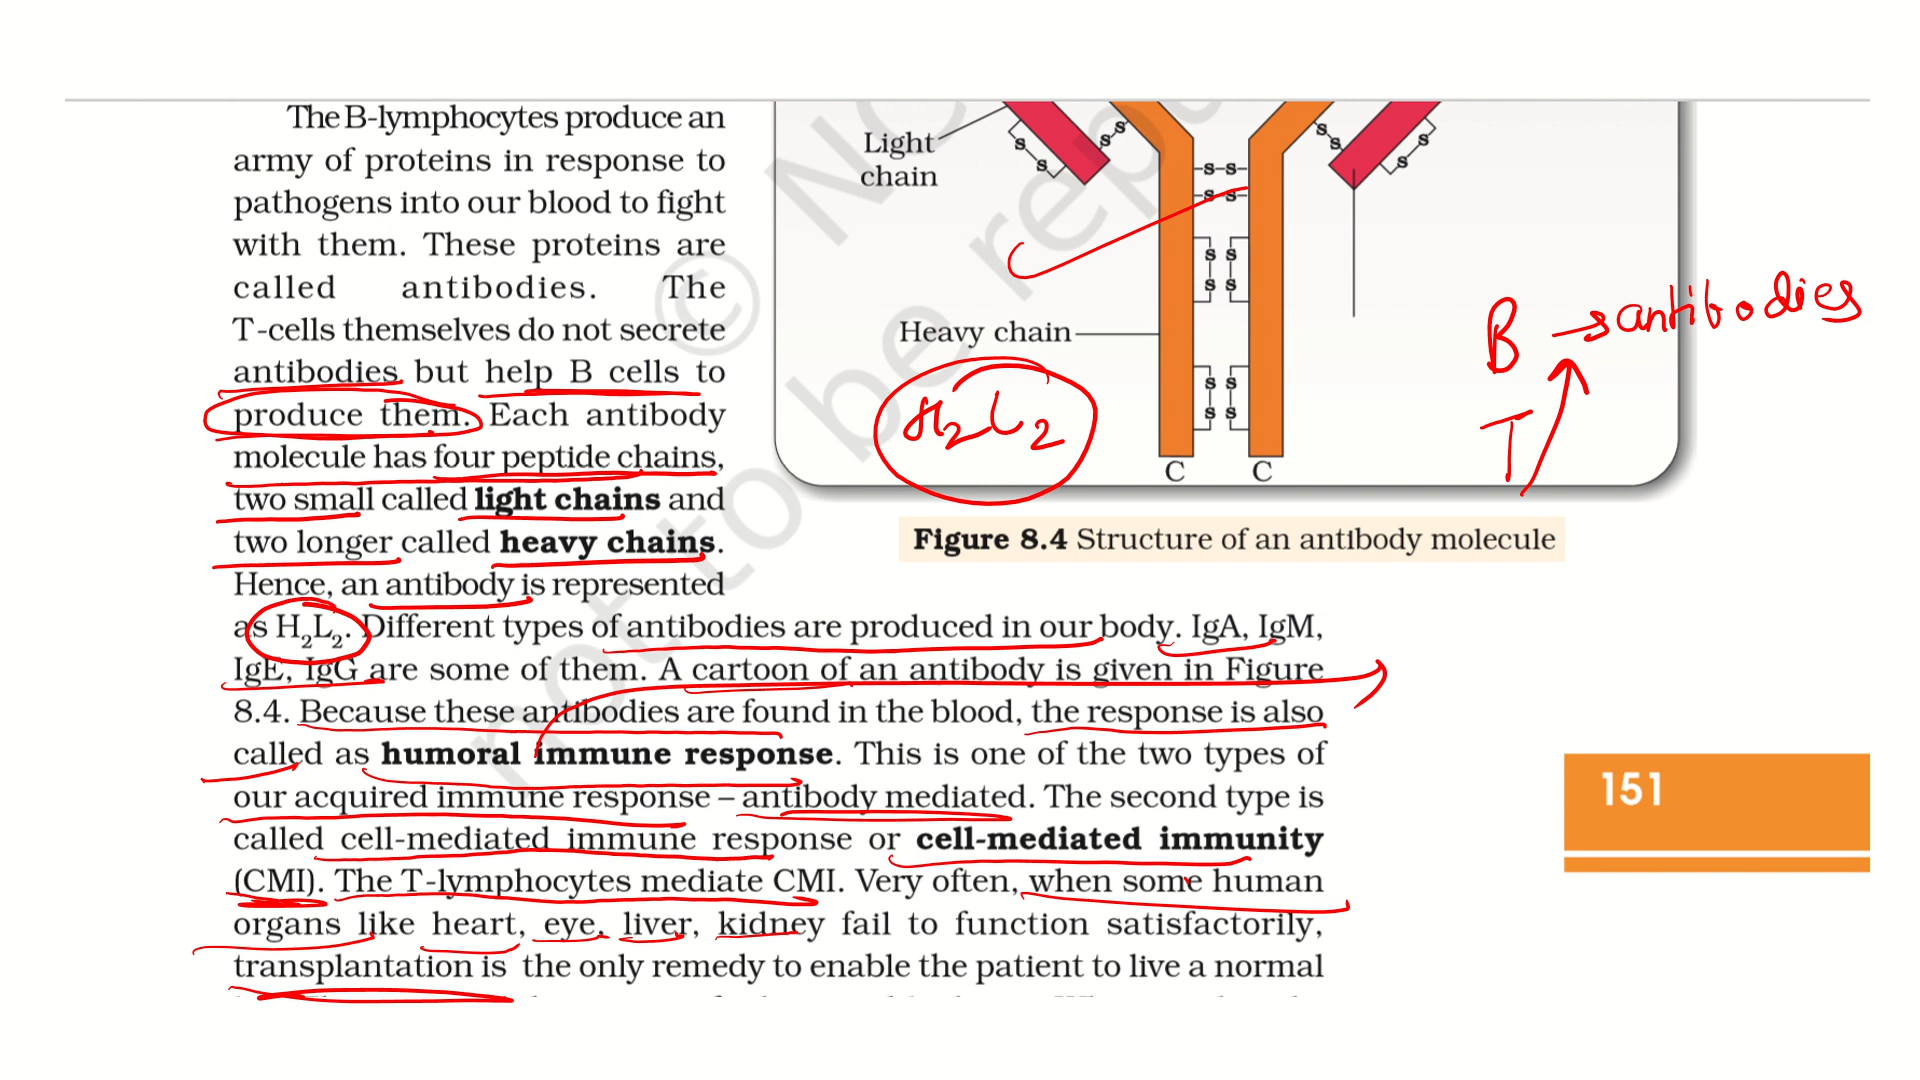 The B-lymphocytes produce an
army of proteins in response to
pathogens into our blood to fight
with them. These proteins are
called antibodies. The
T-cells themselves do not secrete
antibodies but help B cells to
produce them. Each antibody
molecule has four peptide chains,
two small called light chains and
two longer called heavy chains.
Hence, an antibody is represented
as H2L2. Different types of antibodies are produced in our body. IgA, IgM,
IgE, IgG are some of them. A cartoon of an antibody is given in Figure
8.4. Because these antibodies are found in the blood, the response is also
called as humoral immune response. This is one of the two types of
our acquired immune response – antibody mediated. The second type is
called cell-mediated immune response or cell-mediated immunity
(CMI). The T-lymphocytes mediate CMI. Very often, when some human
organs like heart, eye, liver, kidney fail to function satisfactorily,
transplantation is the only remedy to enable the patient to live a normal
Light
chain
s s
s s
s s
s s
s-s
s-s
s s
s s
Heavy chain
s s
s s
C C
H2L2
B → antibodies
T
Figure 8.4 Structure of an antibody molecule
151
©
not to be